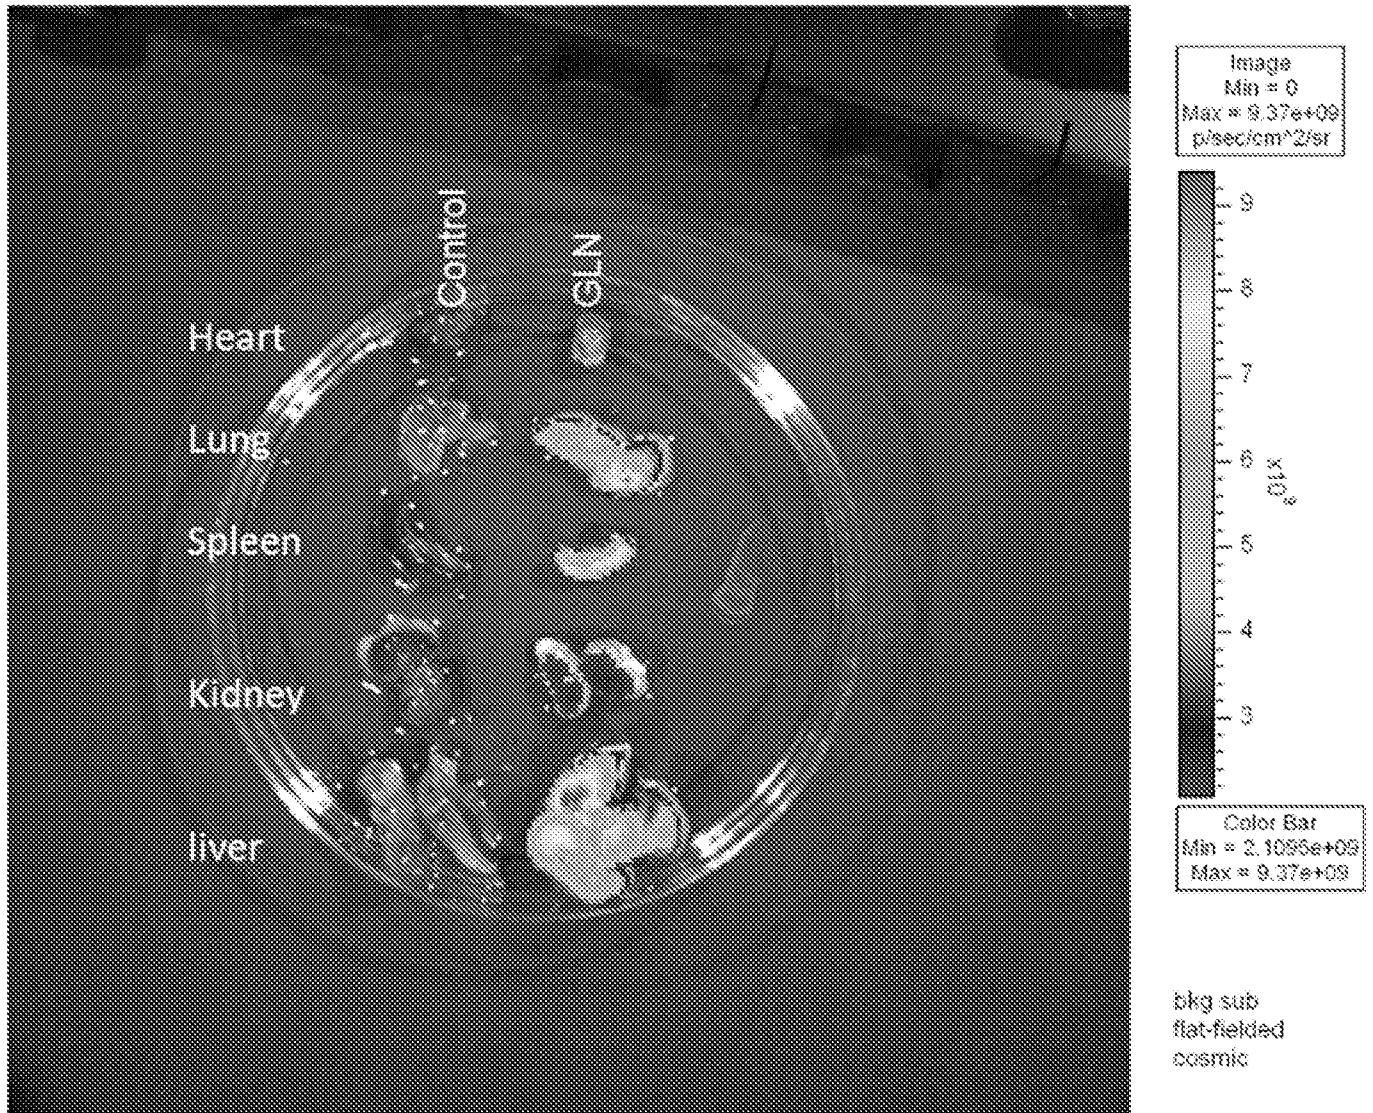 Control
GLN
Heart
Lung
Spleen
Kidney
liver
Image
Min = 0
Max = 9.37e+09
p/sec/cm^2/sr
9
8
7
6
5
4
3
Color Bar
Min = 2.1095e+09
Max = 9.37e+09
bkg sub
flat-fielded
cosmic